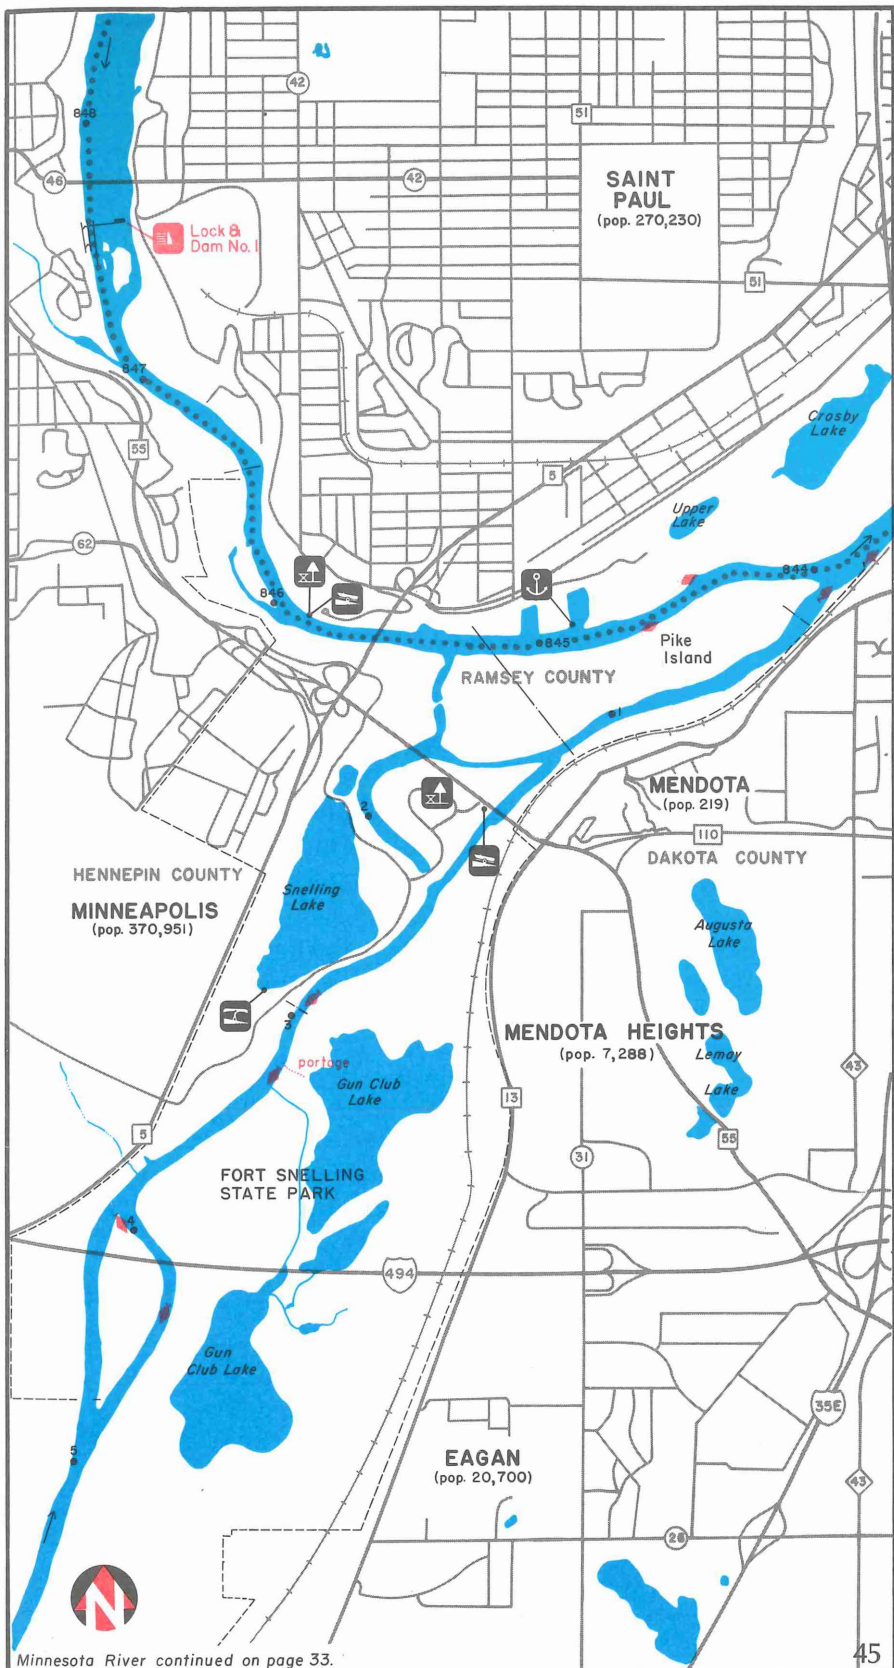 42
848
51
46
42
SAINT
PAUL
(pop. 270,230)
Lock &
Dam No. 1
51
847
Crosby
Lake
55
5
Upper
Lake
62
844
846
845
Pike
Island
RAMSEY COUNTY
1
MENDOTA
(pop. 219)
2
110
HENNEPIN COUNTY
DAKOTA COUNTY
Snelling
Lake
MINNEAPOLIS
(pop. 370,951)
Augusta
Lake
3
MENDOTA HEIGHTS
(pop. 7,288)
Lemay
Lake
portage
Gun Club
Lake
43
13
5
55
31
FORT SNELLING
STATE PARK
4
494
Gun
Club Lake
35E
5
EAGAN
(pop. 20,700)
43
26
N
Minnesota River continued on page 33.
45